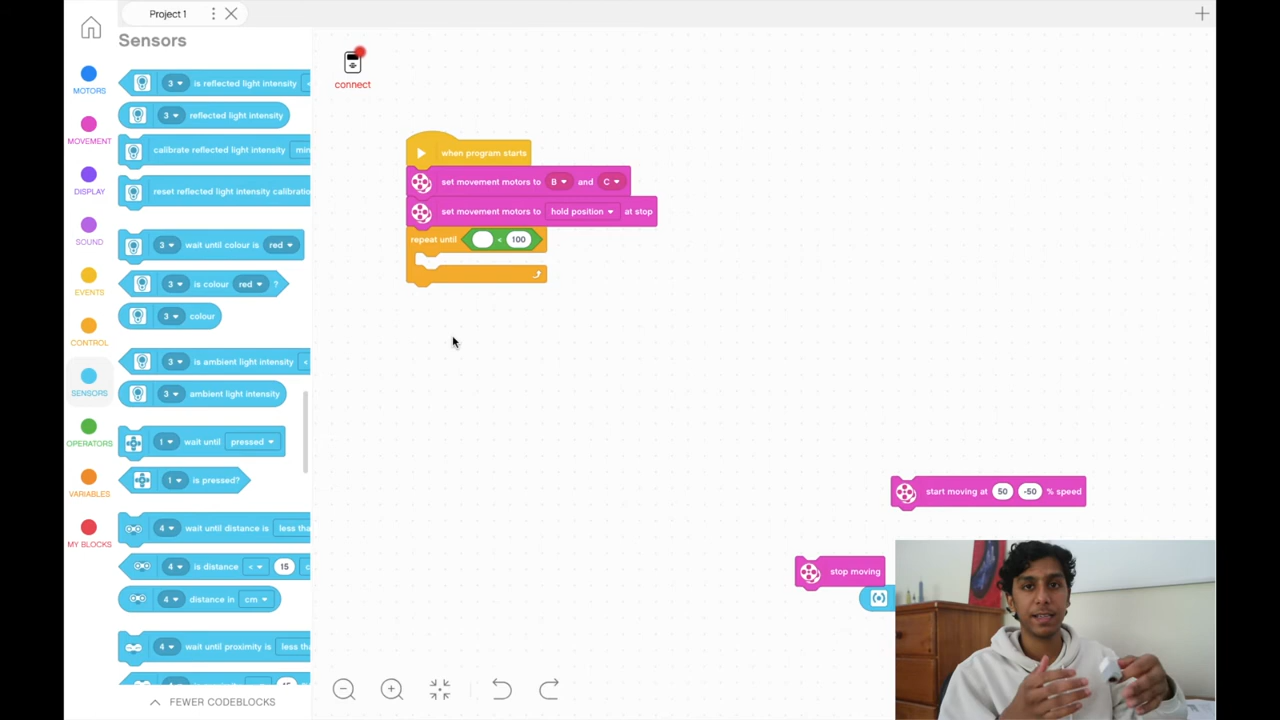 Project 1
Sensors
connect
MOTORS
MOVEMENT
DISPLAY
SOUND
EVENTS
CONTROL
SENSORS
OPERATORS
VARIABLES
MY BLOCKS
3 is reflected light intensity <
3 reflected light intensity
calibrate reflected light intensity min
reset reflected light intensity calibratio
3 wait until colour is red
3 is colour red ?
3 colour
3 is ambient light intensity <
3 ambient light intensity
1 wait until pressed
1 is pressed?
4 wait until distance is less tha
4 is distance < 15 c
4 distance in cm
4 wait until proximity is less tha
FEWER CODEBLOCKS
when program starts
set movement motors to B and C
set movement motors to hold position at stop
repeat until < 100
start moving at 50 -50 % speed
stop moving